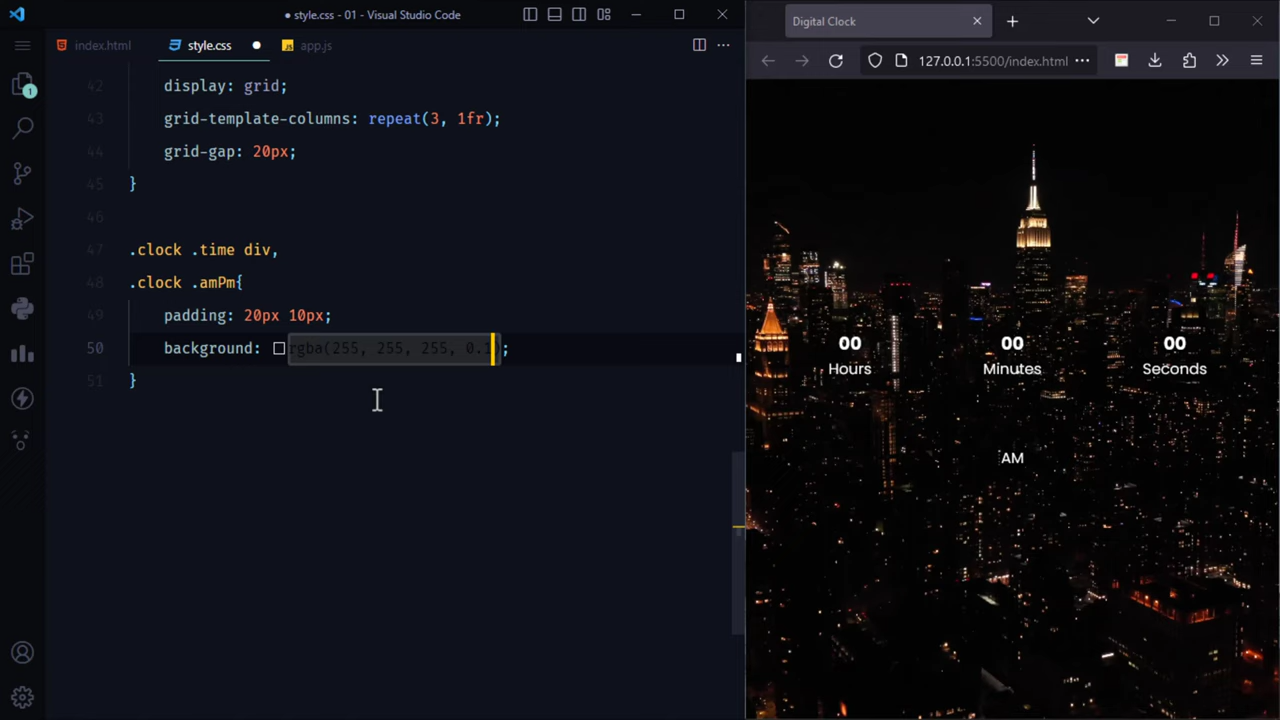 ● style.css - 01 - Visual Studio Code
index.html style.css ● app.js
42 display: grid;
43 grid-template-columns: repeat(3, 1fr);
44 grid-gap: 20px;
45 }
46
47 .clock .time div,
48 .clock .amPm{
49 padding: 20px 10px;
50 background: rgba(255, 255, 255, 0.1);
51 }
1
Digital Clock
127.0.0.1:5500/index.html
00 00 00
Hours Minutes Seconds
AM